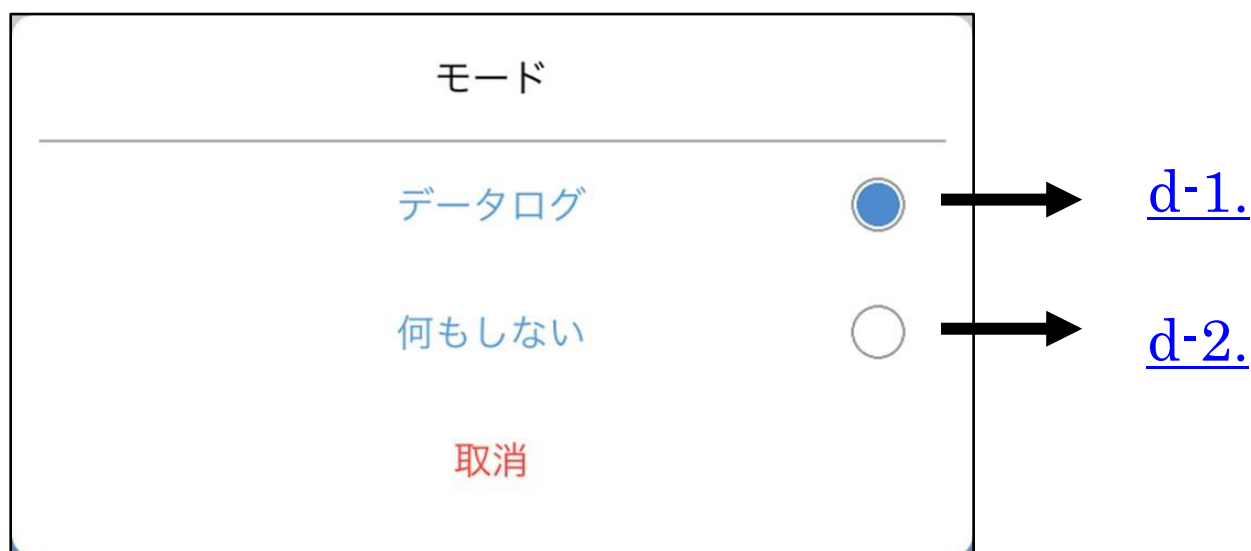 モード
データログ
d-1.
何もしない
d-2.
取消